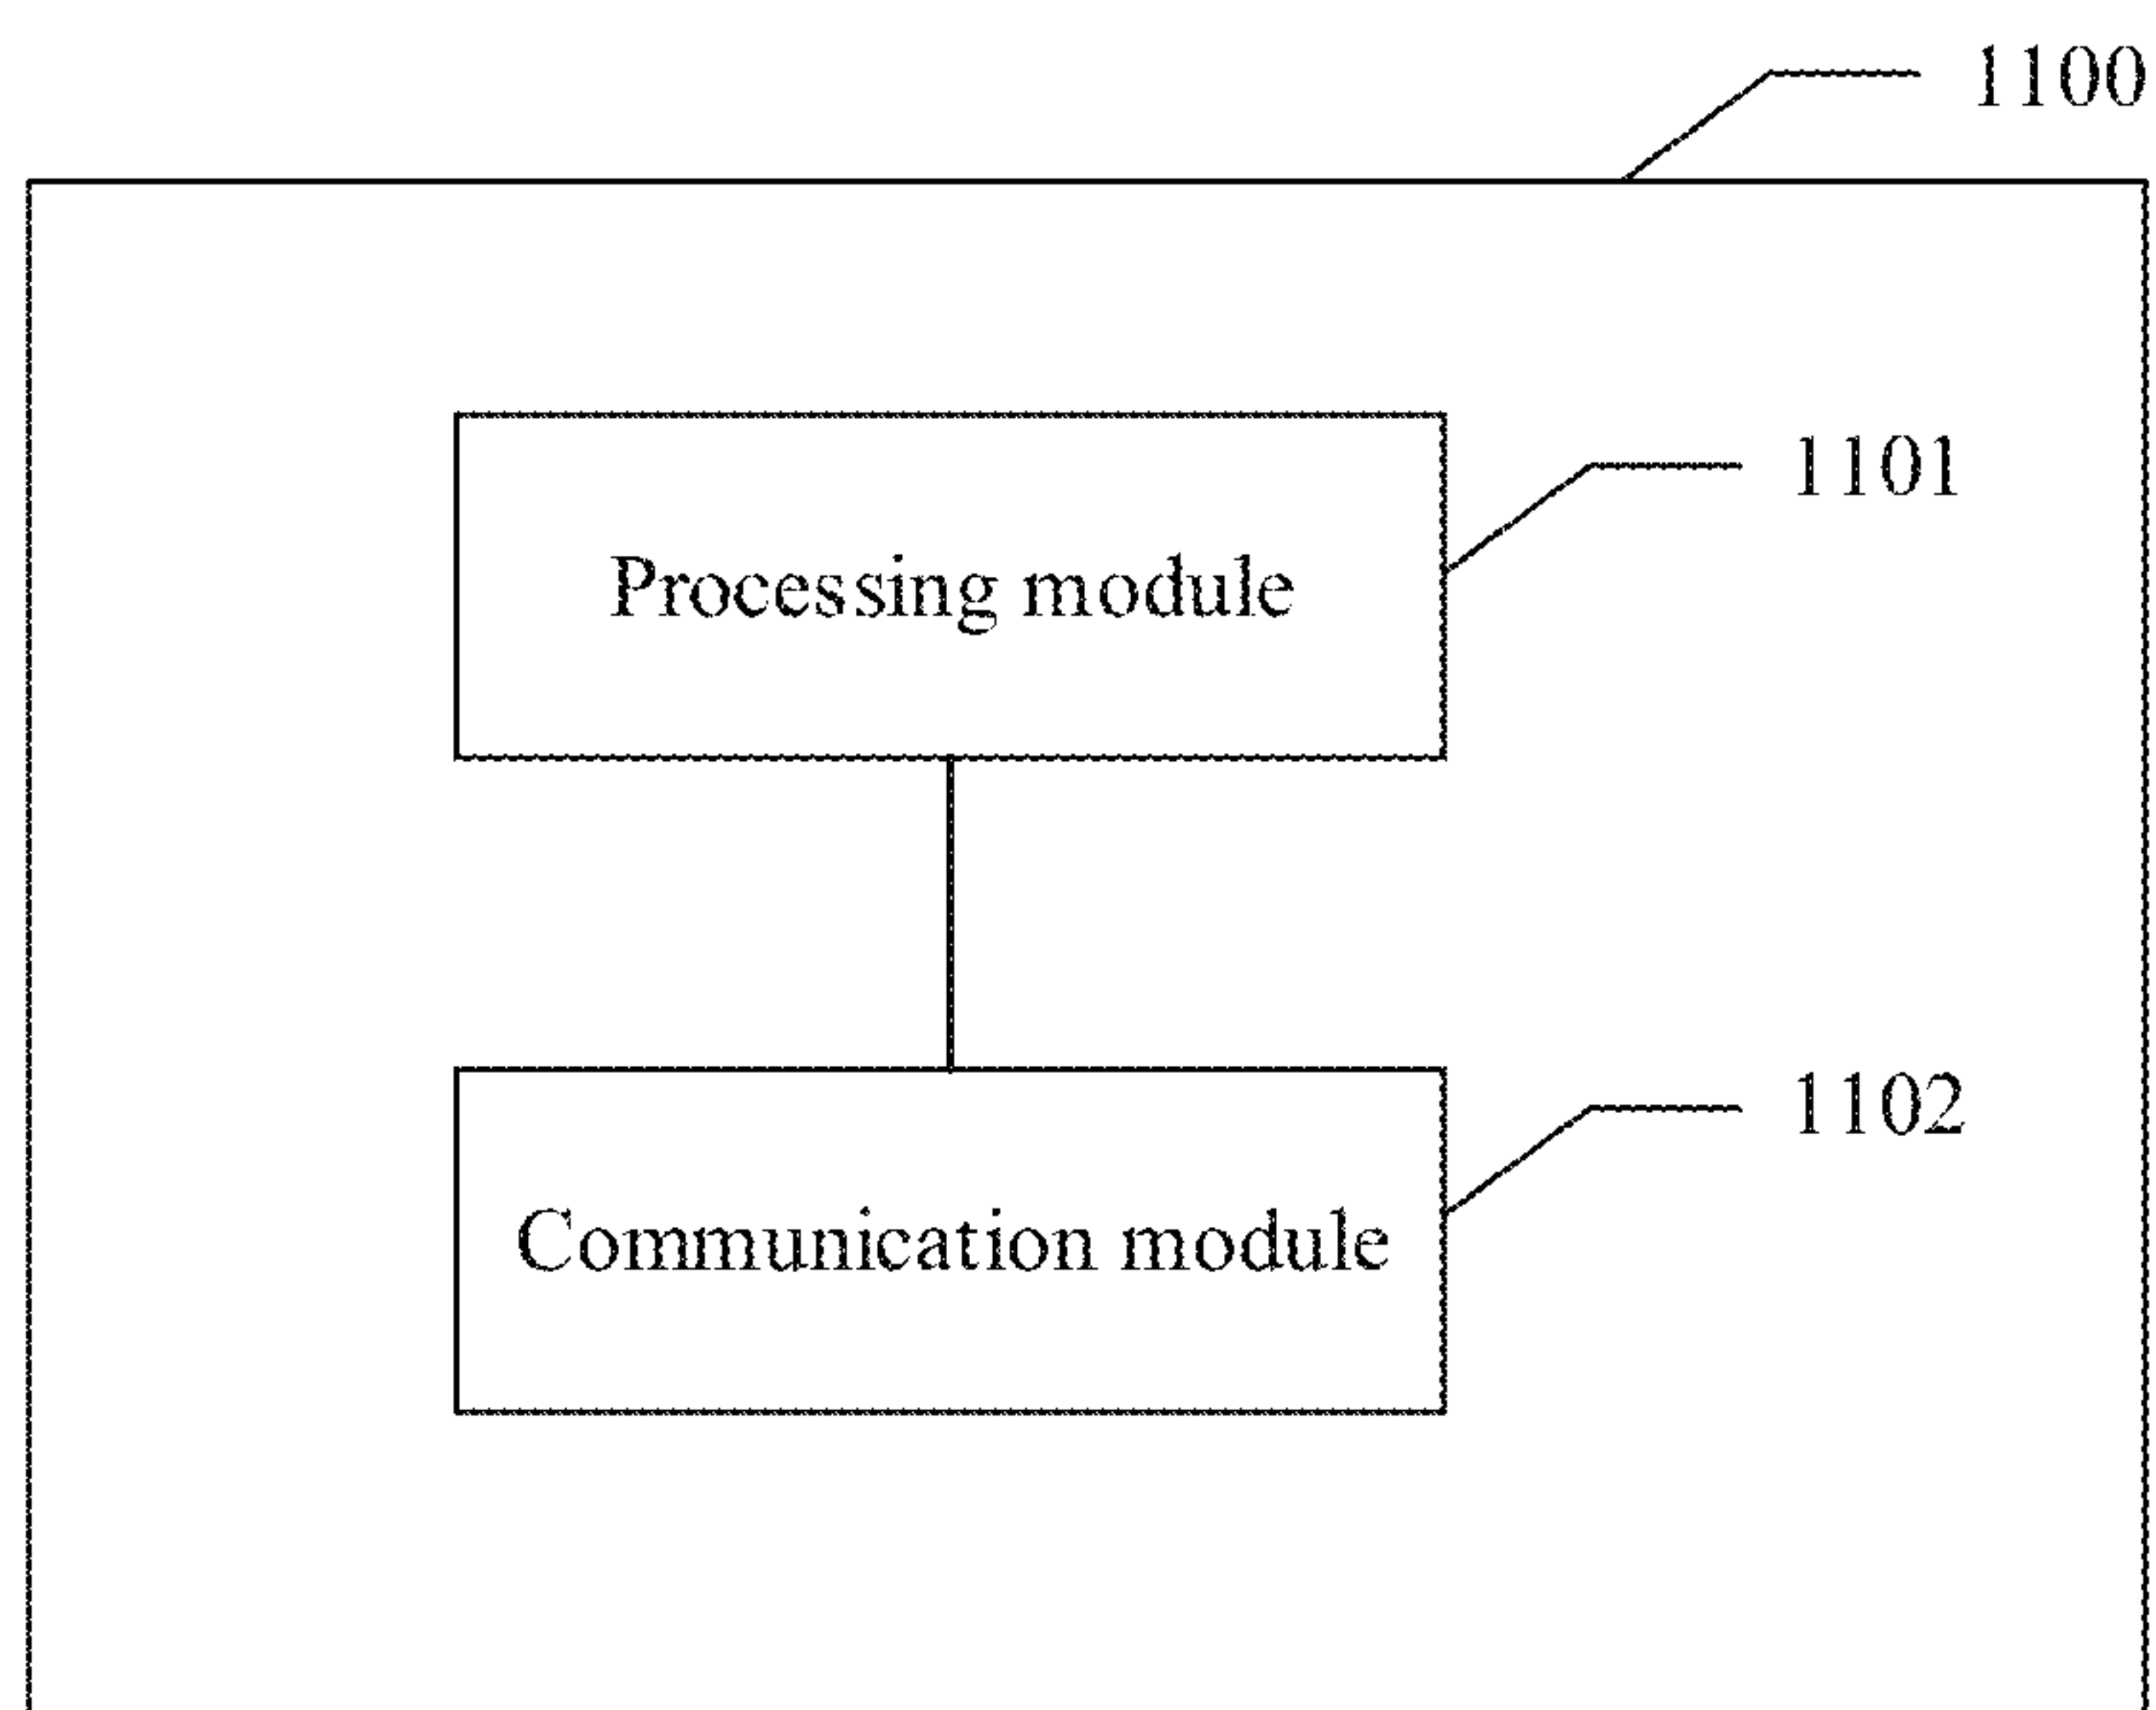 1100
1101
Processing module
1102
Communication module